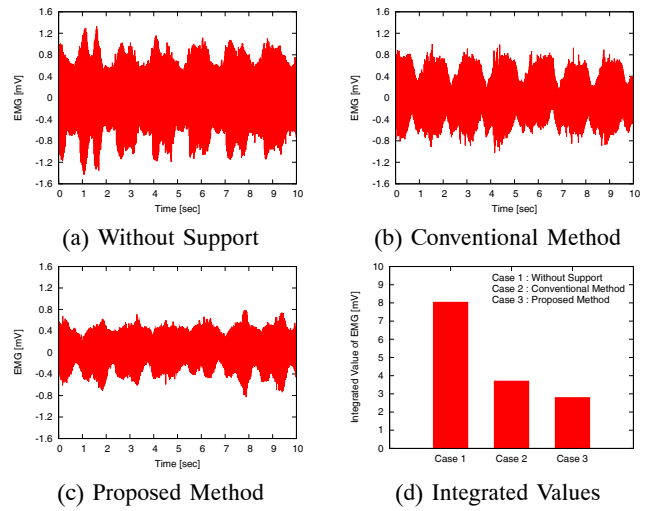 1.6
1.2
0.8
0.4
0
-0.4
-0.8
-1.2
-1.6
EMG [mV]
0 1 2 3 4 5 6 7 8 9 10
Time [sec]
(a) Without Support
1.6
1.2
0.8
0.4
0
-0.4
-0.8
-1.2
-1.6
EMG [mV]
0 1 2 3 4 5 6 7 8 9 10
Time [sec]
(b) Conventional Method
1.6
1.2
0.8
0.4
0
-0.4
-0.8
-1.2
-1.6
EMG [mV]
0 1 2 3 4 5 6 7 8 9 10
Time [sec]
(c) Proposed Method
10
9
8
7
6
5
4
3
2
1
0
Integrated Value of EMG [mV]
Case 1 : Without Support
Case 2 : Conventional Method
Case 3 : Proposed Method
Case 1 Case 2 Case 3
(d) Integrated Values